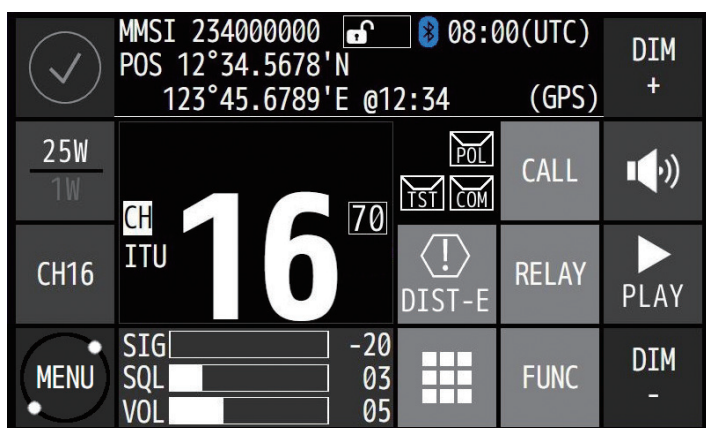 MMSI 234000000 08:00(UTC)
POS 12°34.5678'N
123°45.6789'E @12:34 (GPS)
DIM
+
25W
1W
CH
ITU
16
70
POL
TST COM
CALL
CH16
DIST-E
RELAY
PLAY
MENU
SIG -20
SQL 03
VOL 05
FUNC
DIM
-